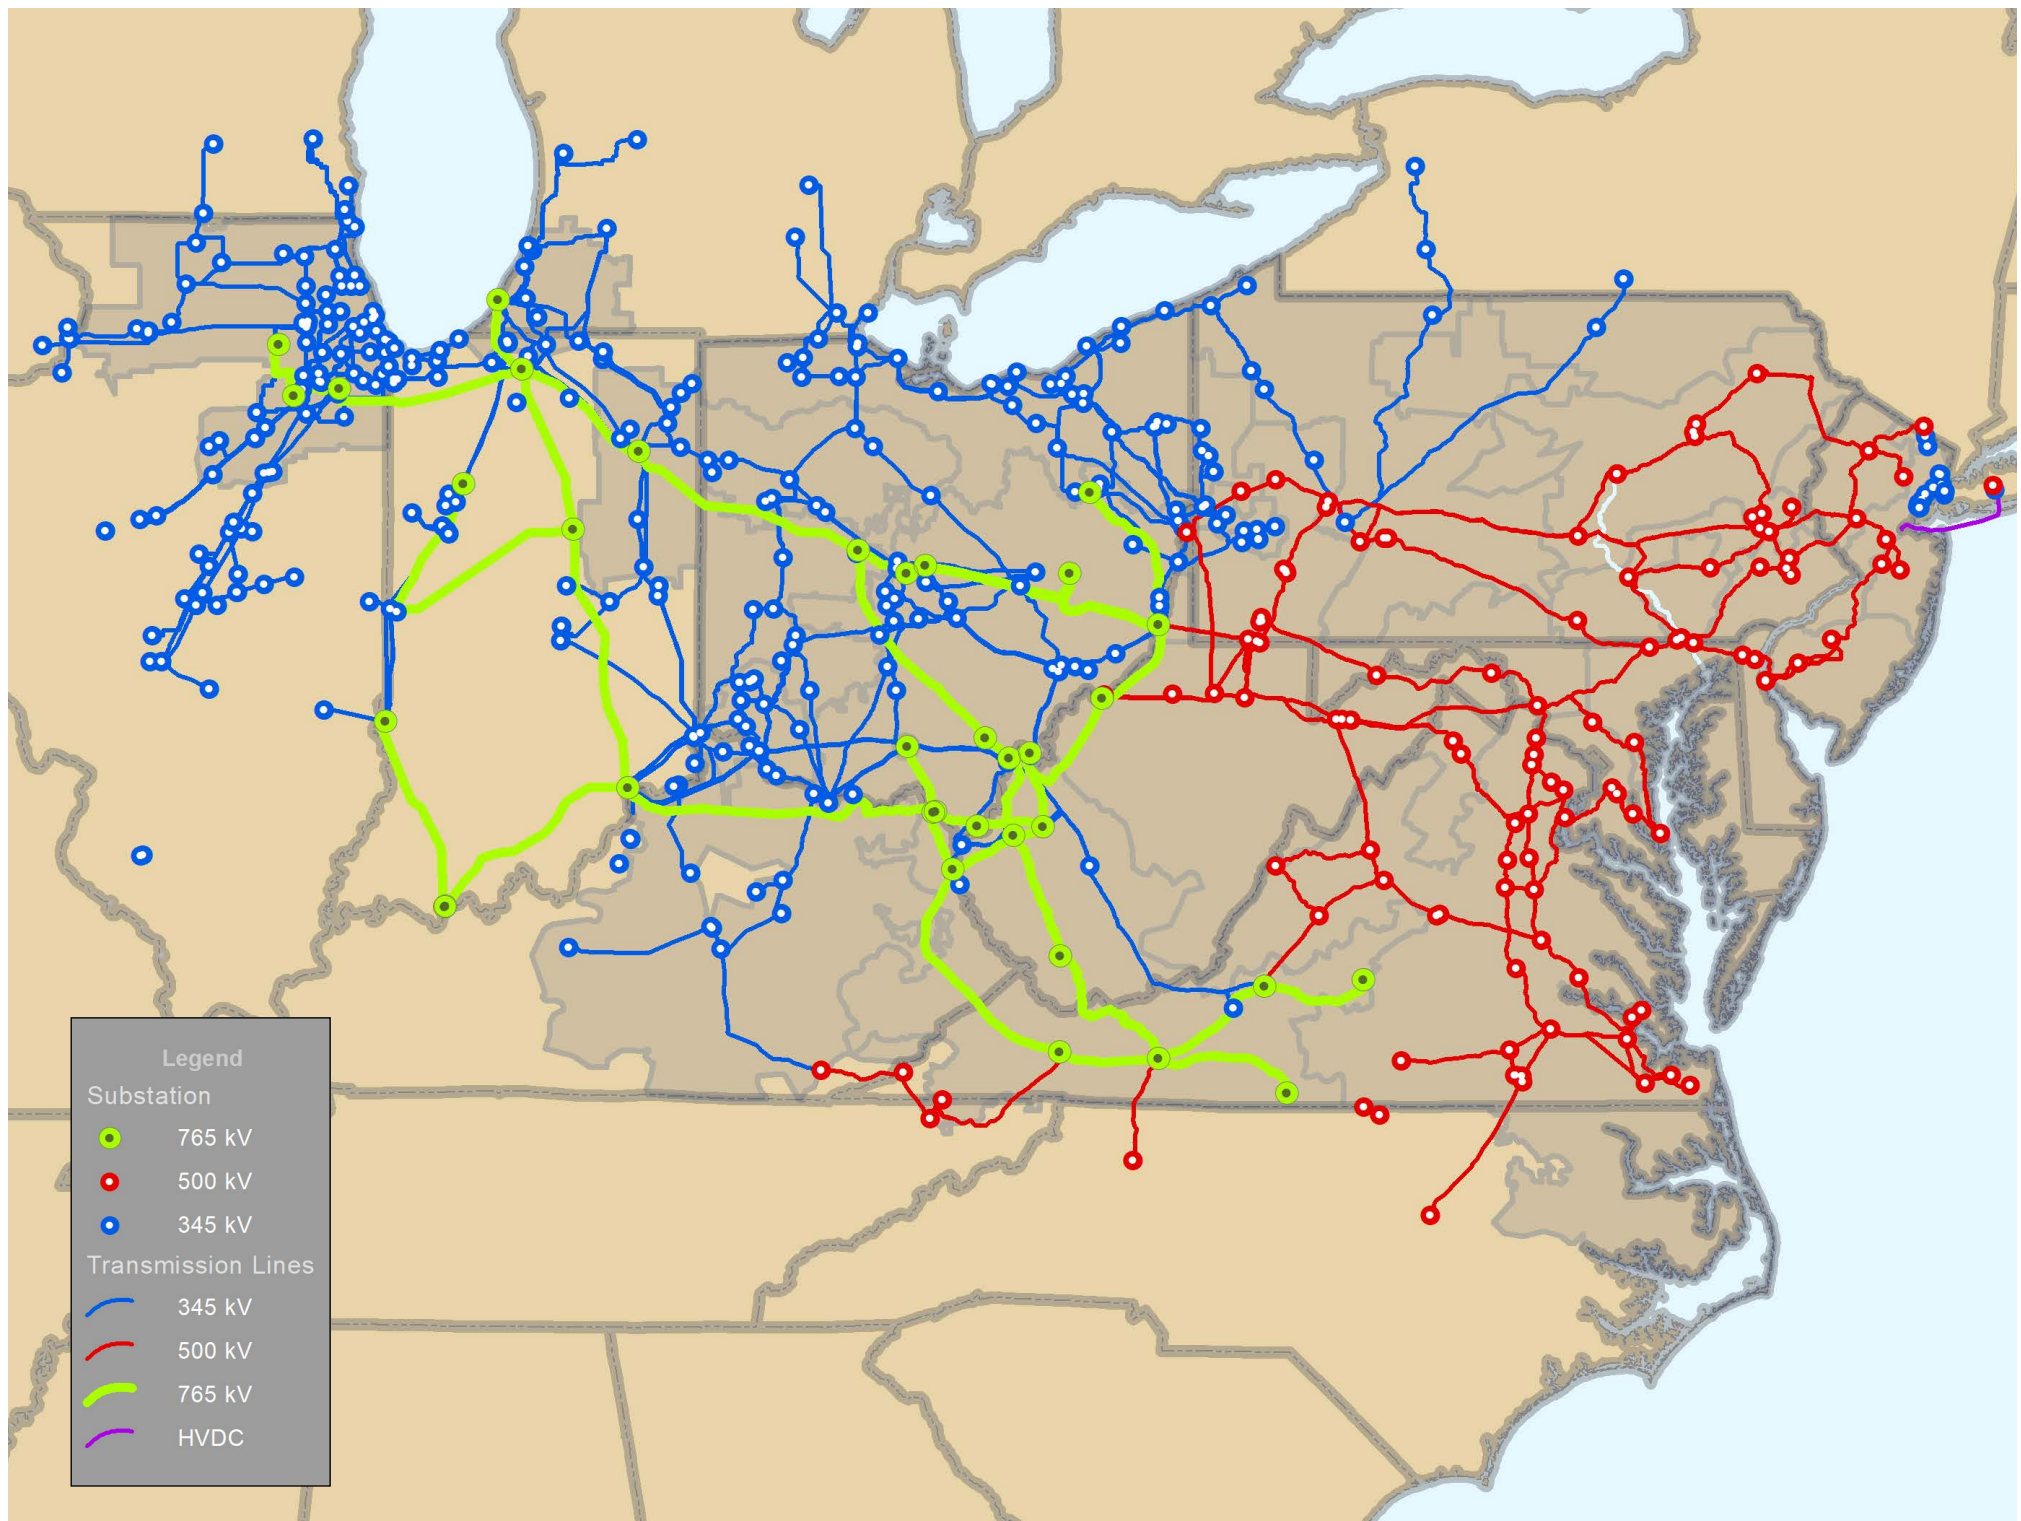 Legend
Substation
765 kV
500 kV
345 kV
Transmission Lines
345 kV
500 kV
765 kV
HVDC